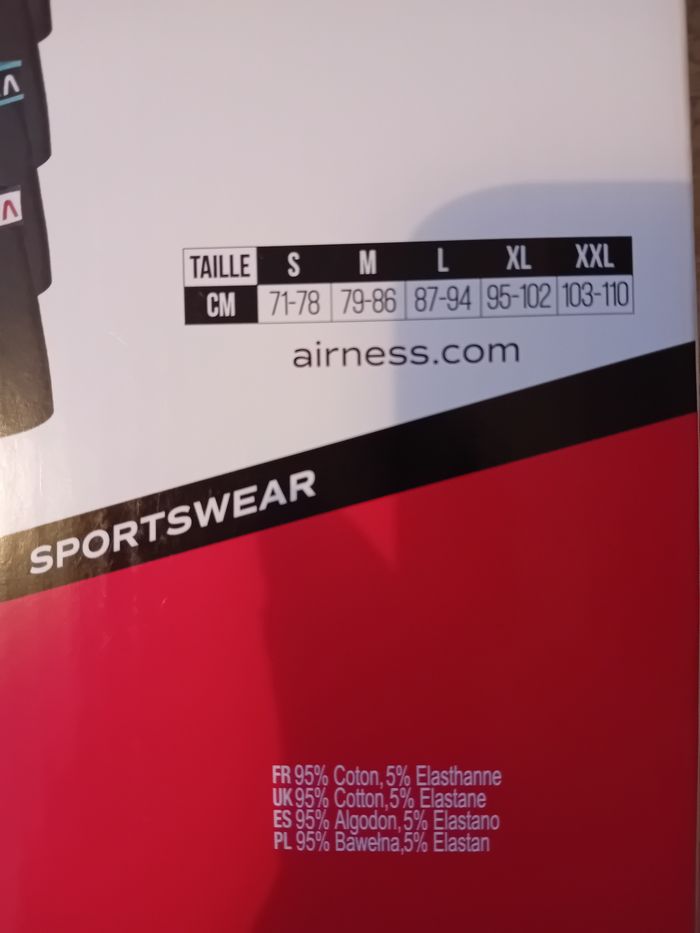 TAILLE S M L XL XXL
CM 71-78 79-86 87-94 95-102 103-110
airness.com
SPORTSWEAR
FR 95% Coton, 5% Elasthanne
UK 95% Cotton, 5% Elastane
ES 95% Algodon, 5% Elastano
PL 95% Bawełna,5% Elastan